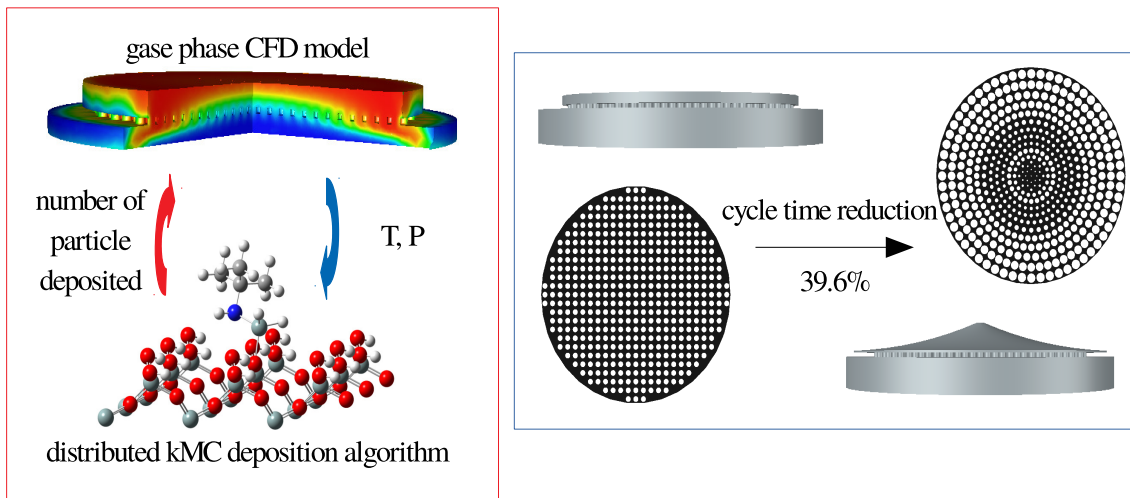 gase phase CFD model
number of
particle
deposited
T, P
distributed kMC deposition algorithm
cycle time reduction
39.6%